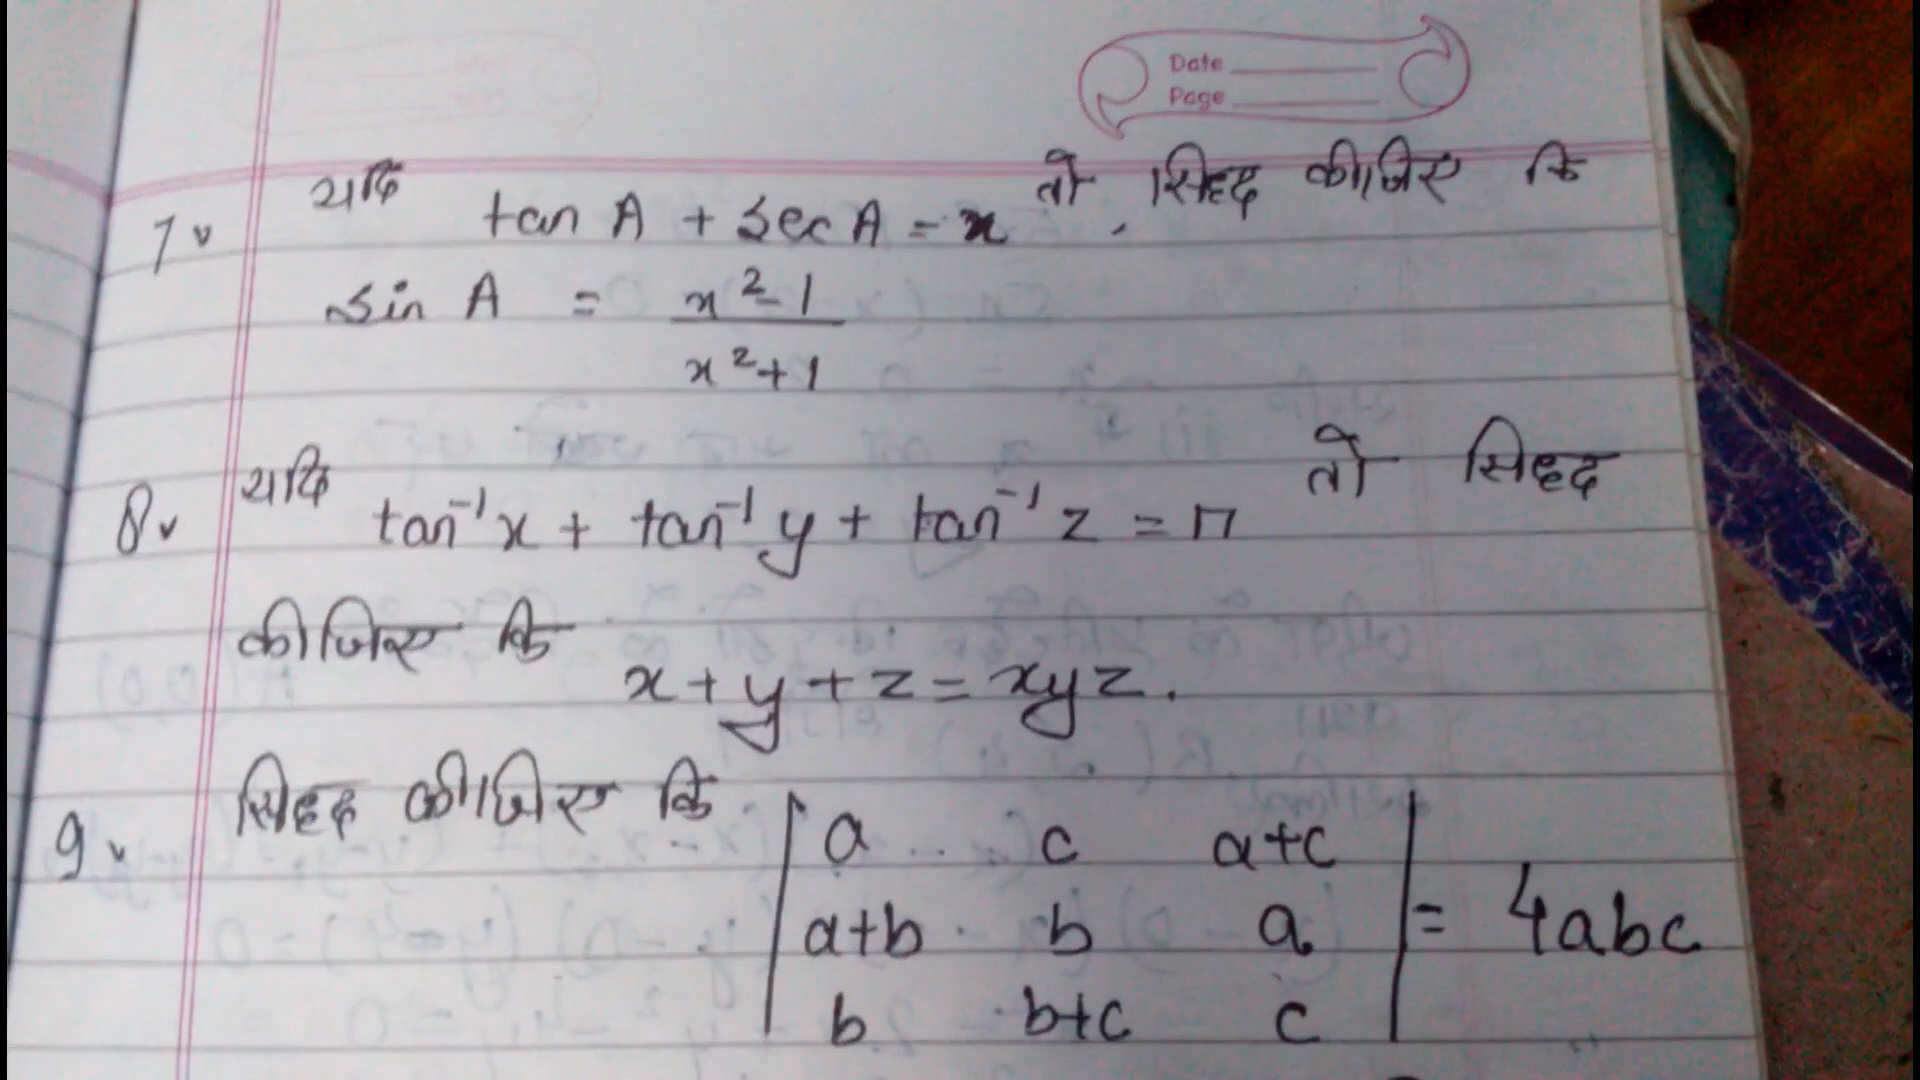 Date
Page
7. यदि tan A + sec A = x तो सिद्ध कीजिए कि
sin A = x² - 1
x² + 1
8. यदि tan⁻¹x + tan⁻¹y + tan⁻¹z = π तो सिद्ध
कीजिए कि x + y + z = xyz.
9. सिद्ध कीजिए कि | a c a+c |
| a+b b a | = 4abc
| b b+c c |